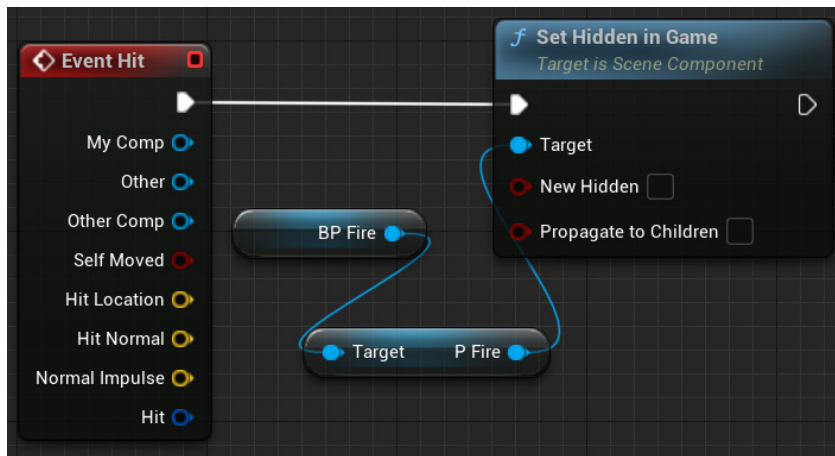 Event Hit
My Comp
Other
Other Comp
Self Moved
Hit Location
Hit Normal
Normal Impulse
Hit
BP Fire
Target P Fire
f Set Hidden in Game
Target is Scene Component
Target
New Hidden
Propagate to Children